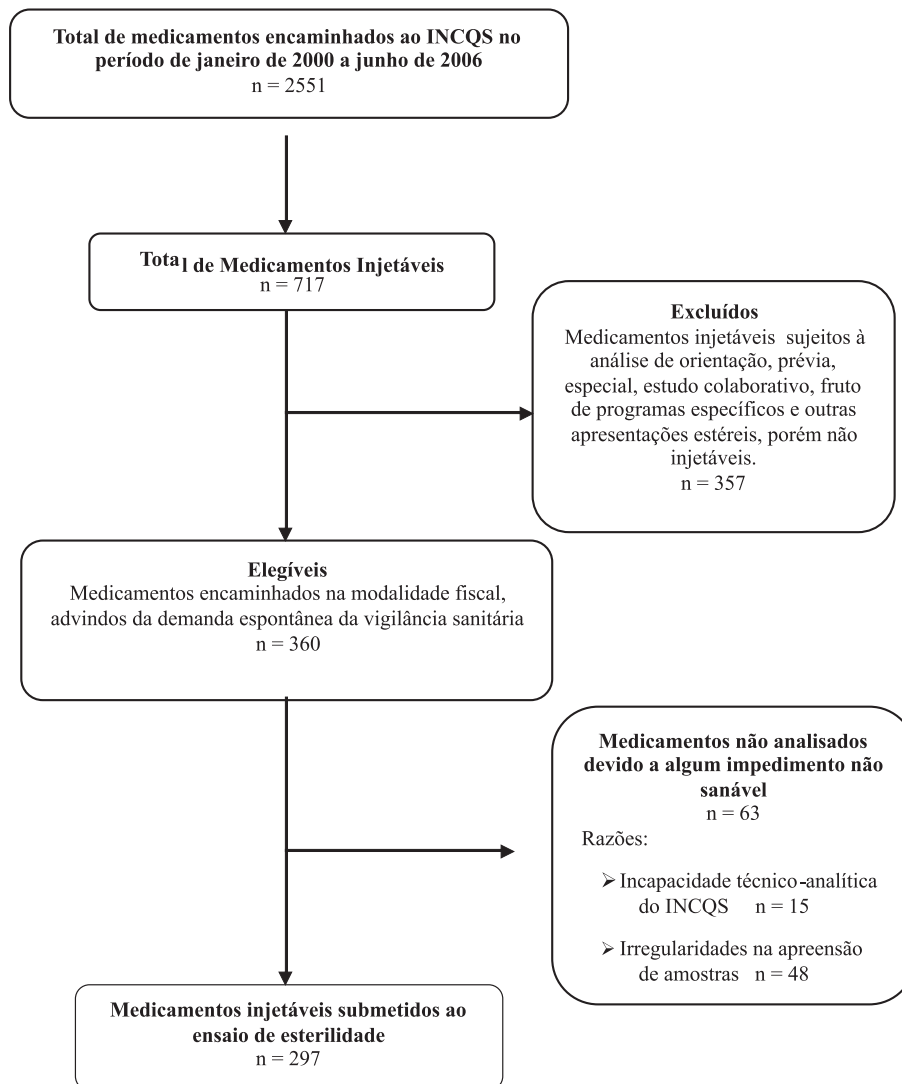 Total de medicamentos encaminhados ao INCQS no
período de janeiro de 2000 a junho de 2006
n = 2551
Total de Medicamentos Injetáveis
n = 717
Excluídos
Medicamentos injetáveis sujeitos à
análise de orientação, prévia,
especial, estudo colaborativo, fruto
de programas específicos e outras
apresentações estéreis, porém não
injetáveis.
n = 357
Elegíveis
Medicamentos encaminhados na modalidade fiscal,
advindos da demanda espontânea da vigilância sanitária
n = 360
Medicamentos não analisados
devido a algum impedimento não
sanável
n = 63
Razões:
➢ Incapacidade técnico-analítica
do INCQS n = 15
➢ Irregularidades na apreensão
de amostras n = 48
Medicamentos injetáveis submetidos ao
ensaio de esterilidade
n = 297